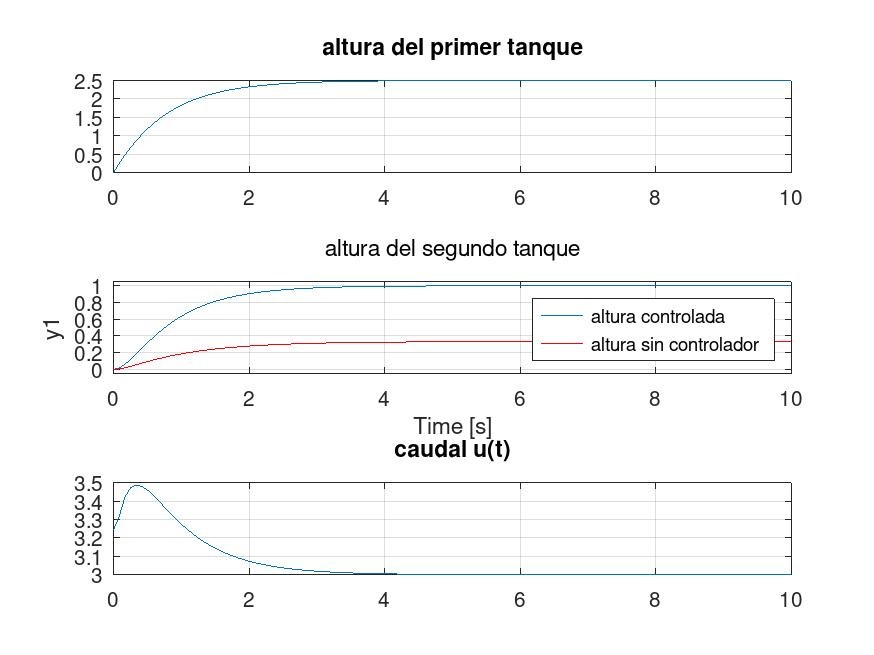 altura del primer tanque
2.5
2
1.5
1
0.5
0
0 2 4 6 8 10
altura del segundo tanque
y1
1
0.8
0.6
0.4
0.2
0
altura controlada
altura sin controlador
0 2 4 6 8 10
Time [s]
caudal u(t)
3.5
3.4
3.3
3.2
3.1
3
0 2 4 6 8 10